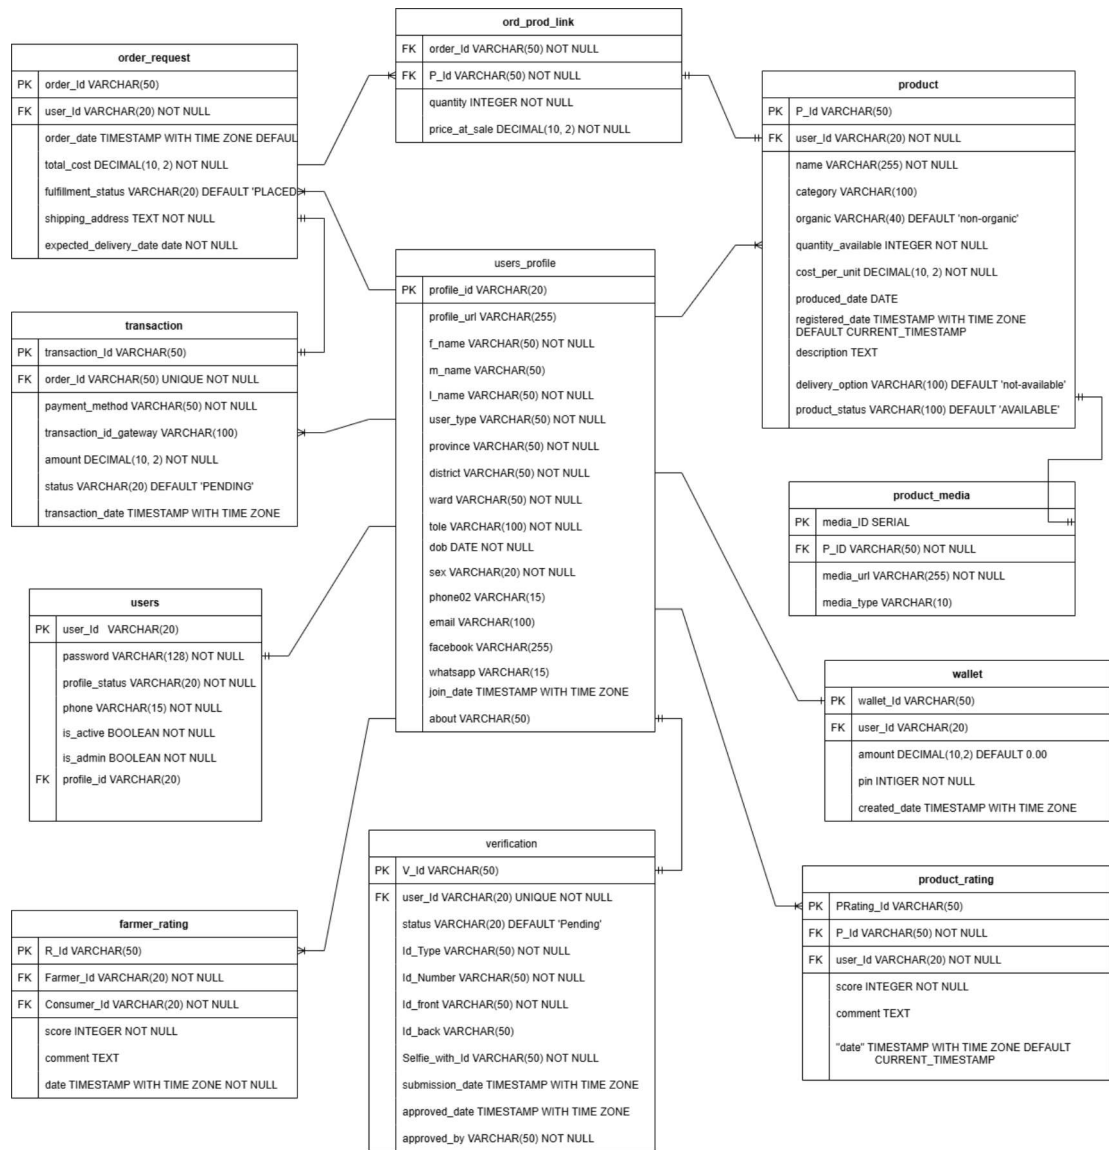 ord_prod_link
FK order_Id VARCHAR(50) NOT NULL
FK P_Id VARCHAR(50) NOT NULL
quantity INTEGER NOT NULL
price_at_sale DECIMAL(10, 2) NOT NULL
order_request
PK order_Id VARCHAR(50)
FK user_Id VARCHAR(20) NOT NULL
order_date TIMESTAMP WITH TIME ZONE DEFAUL
total_cost DECIMAL(10, 2) NOT NULL
fulfillment_status VARCHAR(20) DEFAULT 'PLACED
shipping_address TEXT NOT NULL
expected_delivery_date date NOT NULL
product
PK P_Id VARCHAR(50)
FK user_Id VARCHAR(20) NOT NULL
name VARCHAR(255) NOT NULL
category VARCHAR(100)
organic VARCHAR(40) DEFAULT 'non-organic'
quantity_available INTEGER NOT NULL
cost_per_unit DECIMAL(10, 2) NOT NULL
produced_date DATE
registered_date TIMESTAMP WITH TIME ZONE
DEFAULT CURRENT_TIMESTAMP
description TEXT
delivery_option VARCHAR(100) DEFAULT 'not-available'
product_status VARCHAR(100) DEFAULT 'AVAILABLE'
users_profile
PK profile_id VARCHAR(20)
profile_url VARCHAR(255)
f_name VARCHAR(50) NOT NULL
m_name VARCHAR(50)
l_name VARCHAR(50) NOT NULL
user_type VARCHAR(50) NOT NULL
province VARCHAR(50) NOT NULL
district VARCHAR(50) NOT NULL
ward VARCHAR(50) NOT NULL
tole VARCHAR(100) NOT NULL
dob DATE NOT NULL
sex VARCHAR(20) NOT NULL
phone02 VARCHAR(15)
email VARCHAR(100)
facebook VARCHAR(255)
whatsapp VARCHAR(15)
join_date TIMESTAMP WITH TIME ZONE
about VARCHAR(50)
transaction
PK transaction_Id VARCHAR(50)
FK order_Id VARCHAR(50) UNIQUE NOT NULL
payment_method VARCHAR(50) NOT NULL
transaction_id_gateway VARCHAR(100)
amount DECIMAL(10, 2) NOT NULL
status VARCHAR(20) DEFAULT 'PENDING'
transaction_date TIMESTAMP WITH TIME ZONE
product_media
PK media_ID SERIAL
FK P_ID VARCHAR(50) NOT NULL
media_url VARCHAR(255) NOT NULL
media_type VARCHAR(10)
users
PK user_Id VARCHAR(20)
password VARCHAR(128) NOT NULL
profile_status VARCHAR(20) NOT NULL
phone VARCHAR(15) NOT NULL
is_active BOOLEAN NOT NULL
is_admin BOOLEAN NOT NULL
FK profile_id VARCHAR(20)
wallet
PK wallet_Id VARCHAR(50)
FK user_Id VARCHAR(20)
amount DECIMAL(10,2) DEFAULT 0.00
pin INTIGER NOT NULL
created_date TIMESTAMP WITH TIME ZONE
verification
PK V_Id VARCHAR(50)
FK user_Id VARCHAR(20) UNIQUE NOT NULL
status VARCHAR(20) DEFAULT 'Pending'
Id_Type VARCHAR(50) NOT NULL
Id_Number VARCHAR(50) NOT NULL
Id_front VARCHAR(50) NOT NULL
Id_back VARCHAR(50)
Selfie_with_Id VARCHAR(50) NOT NULL
submission_date TIMESTAMP WITH TIME ZONE
approved_date TIMESTAMP WITH TIME ZONE
approved_by VARCHAR(50) NOT NULL
product_rating
PK PRating_Id VARCHAR(50)
FK P_Id VARCHAR(50) NOT NULL
FK user_Id VARCHAR(20) NOT NULL
score INTEGER NOT NULL
comment TEXT
"date" TIMESTAMP WITH TIME ZONE DEFAULT
CURRENT_TIMESTAMP
farmer_rating
PK R_Id VARCHAR(50)
FK Farmer_Id VARCHAR(20) NOT NULL
FK Consumer_Id VARCHAR(20) NOT NULL
score INTEGER NOT NULL
comment TEXT
date TIMESTAMP WITH TIME ZONE NOT NULL